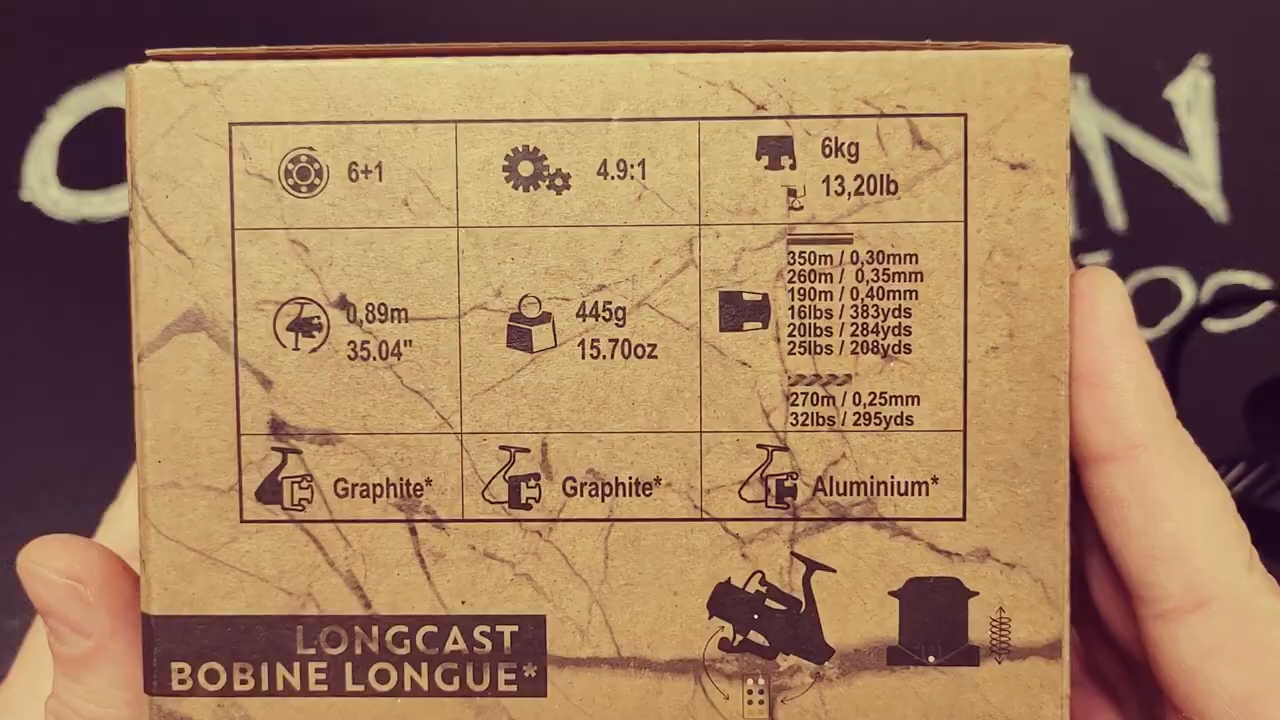 6+1
4.9:1
6kg
13,20lb
0,89m
35.04"
445g
15.70oz
350m / 0,30mm
260m / 0,35mm
190m / 0,40mm
16lbs / 383yds
20lbs / 284yds
25lbs / 208yds
270m / 0,25mm
32lbs / 295yds
Graphite*
Graphite*
Aluminium*
LONGCAST
BOBINE LONGUE*